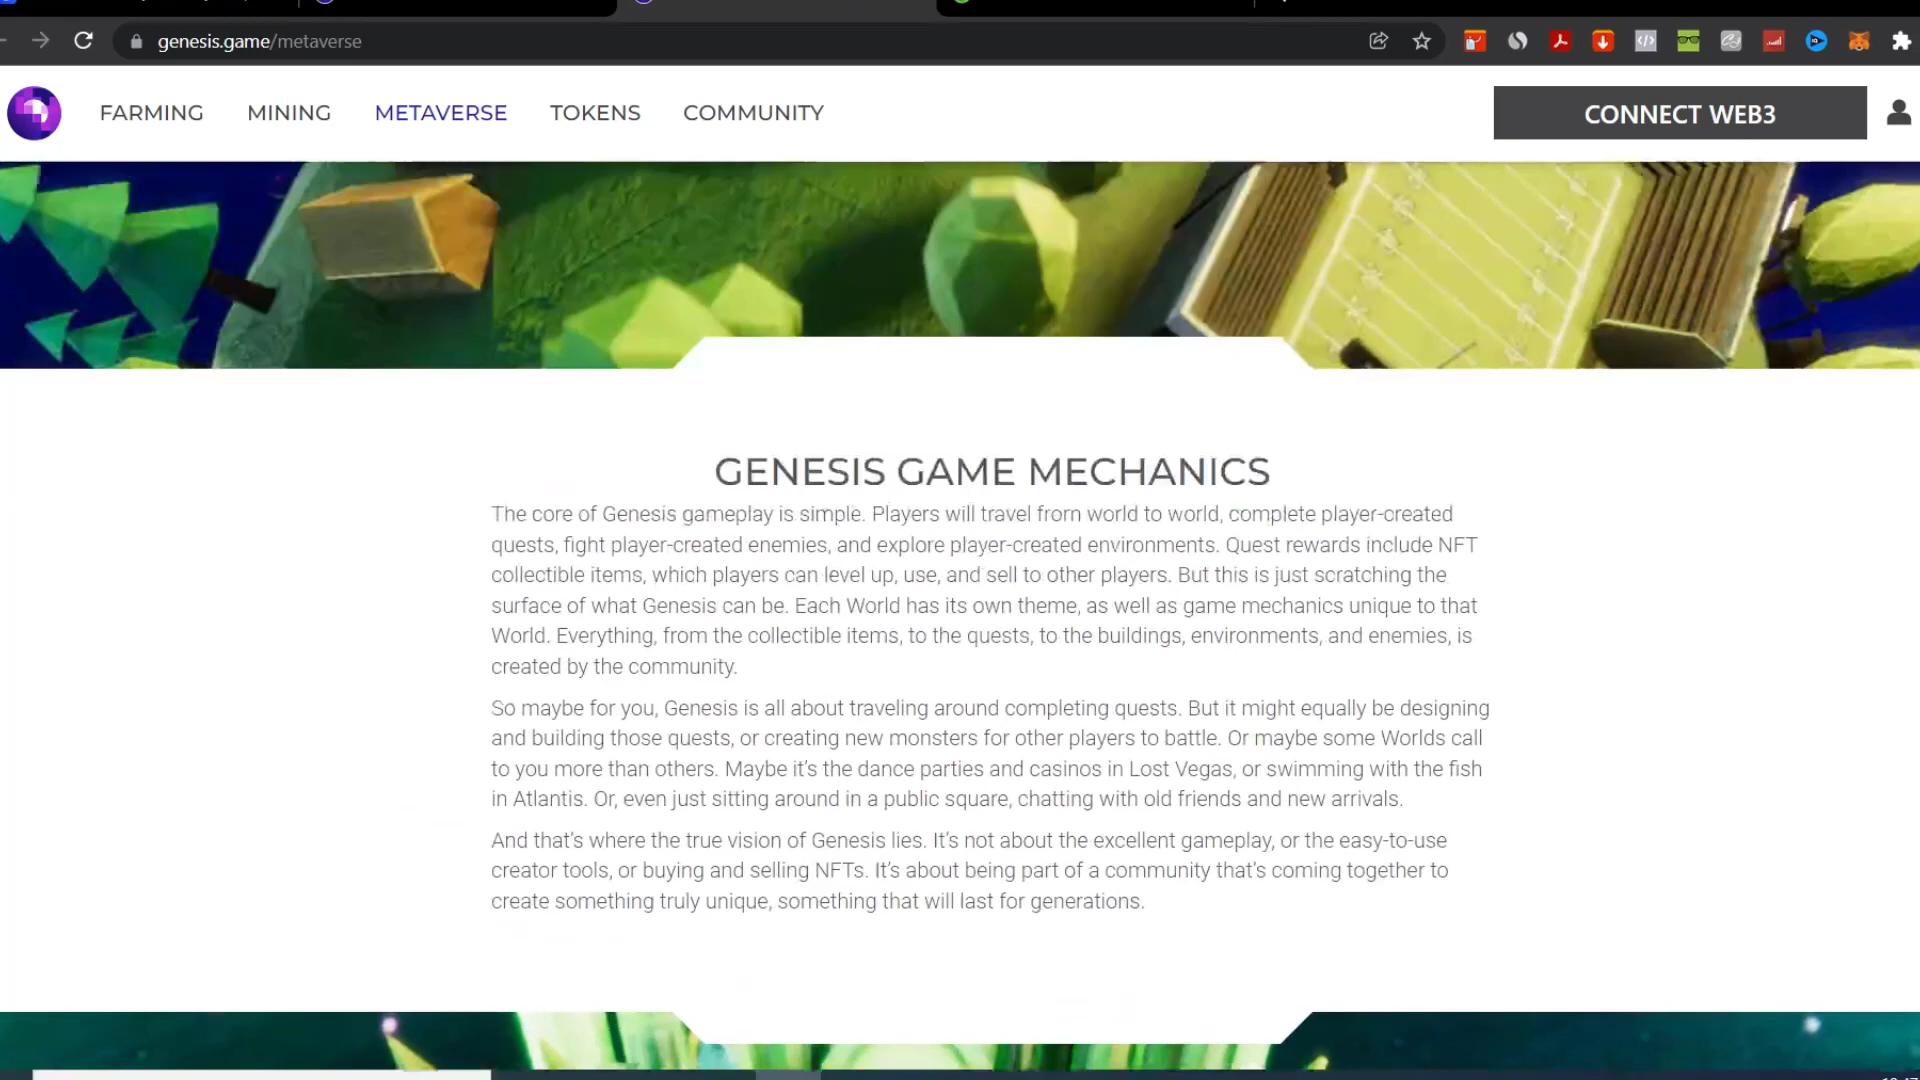 genesis.game/metaverse
FARMING MINING METAVERSE TOKENS COMMUNITY CONNECT WEB3
GENESIS GAME MECHANICS
The core of Genesis gameplay is simple. Players will travel from world to world, complete player-created
quests, fight player-created enemies, and explore player-created environments. Quest rewards include NFT
collectible items, which players can level up, use, and sell to other players. But this is just scratching the
surface of what Genesis can be. Each World has its own theme, as well as game mechanics unique to that
World. Everything, from the collectible items, to the quests, to the buildings, environments, and enemies, is
created by the community.
So maybe for you, Genesis is all about traveling around completing quests. But it might equally be designing
and building those quests, or creating new monsters for other players to battle. Or maybe some Worlds call
to you more than others. Maybe it's the dance parties and casinos in Lost Vegas, or swimming with the fish
in Atlantis. Or, even just sitting around in a public square, chatting with old friends and new arrivals.
And that's where the true vision of Genesis lies. It's not about the excellent gameplay, or the easy-to-use
creator tools, or buying and selling NFTs. It's about being part of a community that's coming together to
create something truly unique, something that will last for generations.